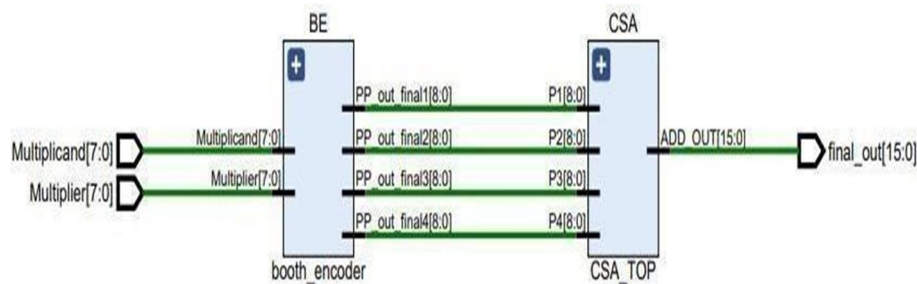 BE
CSA
PP_out_final1[8:0]
P1[8:0]
Multiplicand[7:0]
Multiplicand[7:0]
PP_out_final2[8:0]
P2[8:0]
ADD_OUT[15:0]
final_out[15:0]
Multiplier[7:0]
Multiplier[7:0]
PP_out_final3[8:0]
P3[8:0]
PP_out_final4[8:0]
P4[8:0]
booth_encoder
CSA_TOP